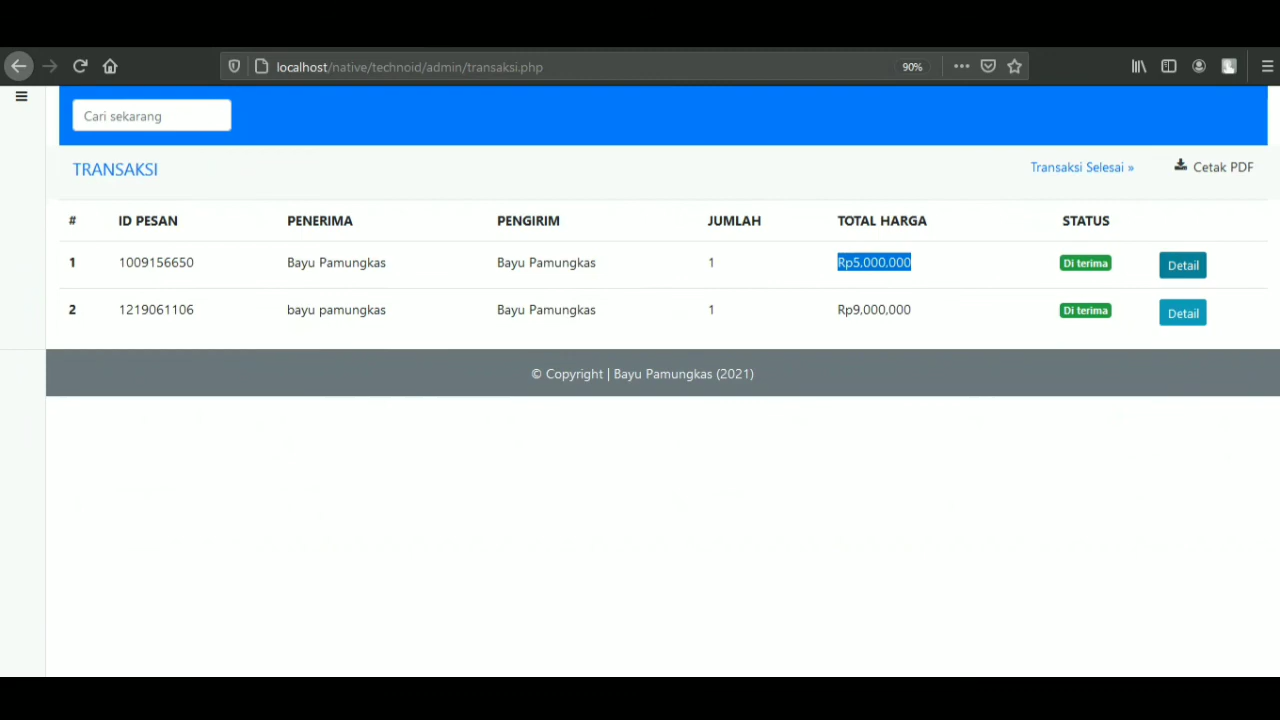 localhost/native/technoid/admin/transaksi.php 90%
Cari sekarang
TRANSAKSI Transaksi Selesai » Cetak PDF
# ID PESAN PENERIMA PENGIRIM JUMLAH TOTAL HARGA STATUS
1 1009156650 Bayu Pamungkas Bayu Pamungkas 1 Rp5,000,000 Di terima Detail
2 1219061106 bayu pamungkas Bayu Pamungkas 1 Rp9,000,000 Di terima Detail
© Copyright | Bayu Pamungkas (2021)